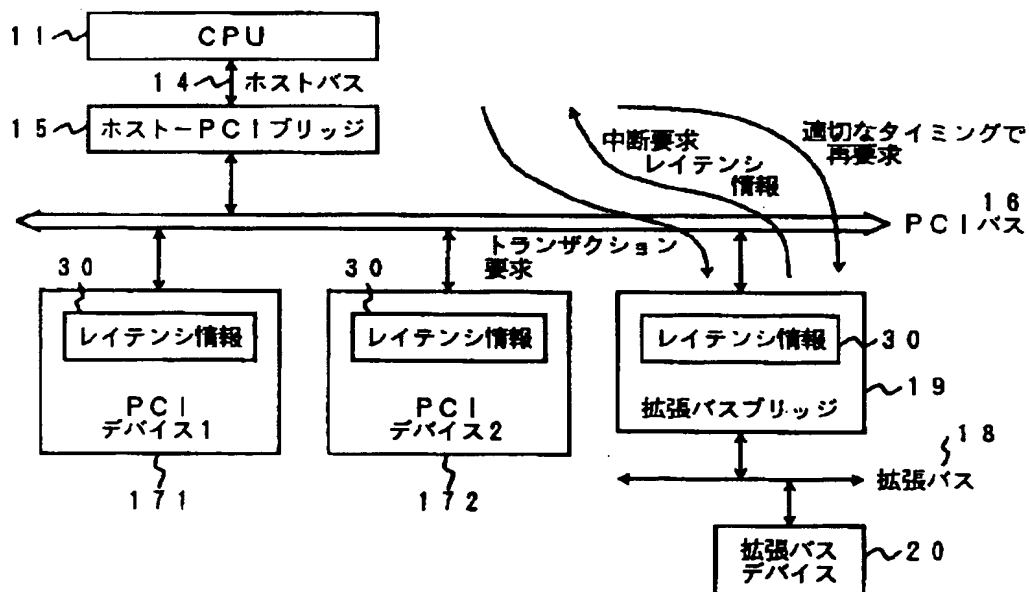 11
CPU
14 ホストバス
15
ホスト－PCIブリッジ
中断要求
レイテンシ
情報
適切なタイミングで
再要求
16
PCIバス
トランザクション
要求
30
レイテンシ情報
PCI
デバイス1
171
30
レイテンシ情報
PCI
デバイス2
172
レイテンシ情報
30
拡張バスブリッジ
19
18
拡張バス
拡張バス
デバイス
20